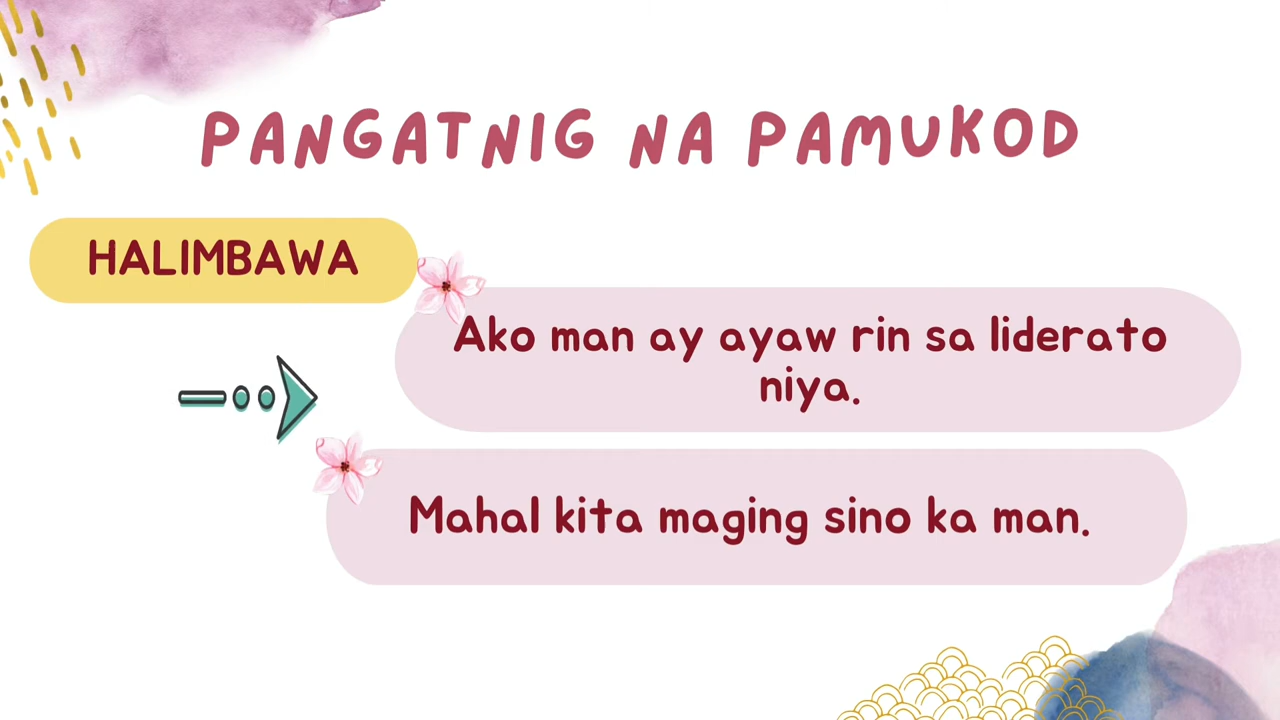 PANGATNIG NA PAMUKOD
HALIMBAWA
Ako man ay ayaw rin sa liderato
niya.
Mahal kita maging sino ka man.